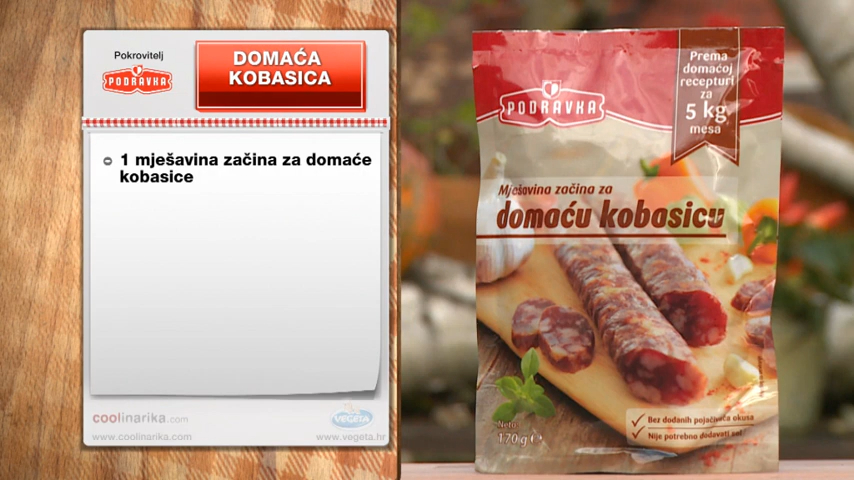 Pokrovitelj
PODRAVKA
DOMAĆA
KOBASICA
1 mješavina začina za domaće
kobasice
coolinarika.com
www.coolinarika.com
VEGETA
www.vegeta.hr
Prema
domaćoj
recepturi
za
5 kg
mesa
PODRAVKA
Mješavina začina za
domaću kobasicu
Bez dodanih pojačivača okusa
Nije potrebno dodavati sol
Neto:
170 g e